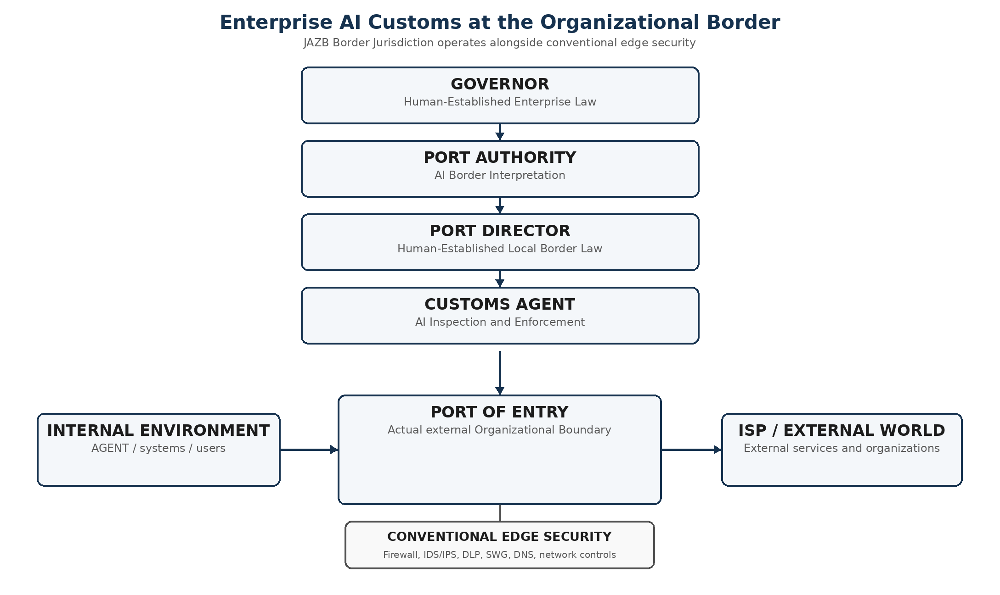 Enterprise AI Customs at the Organizational Border
JAZB Border Jurisdiction operates alongside conventional edge security
GOVERNOR
Human-Established Enterprise Law
PORT AUTHORITY
AI Border Interpretation
PORT DIRECTOR
Human-Established Local Border Law
CUSTOMS AGENT
AI Inspection and Enforcement
INTERNAL ENVIRONMENT
AGENT / systems / users
PORT OF ENTRY
Actual external Organizational Boundary
ISP / EXTERNAL WORLD
External services and organizations
CONVENTIONAL EDGE SECURITY
Firewall, IDS/IPS, DLP, SWG, DNS, network controls